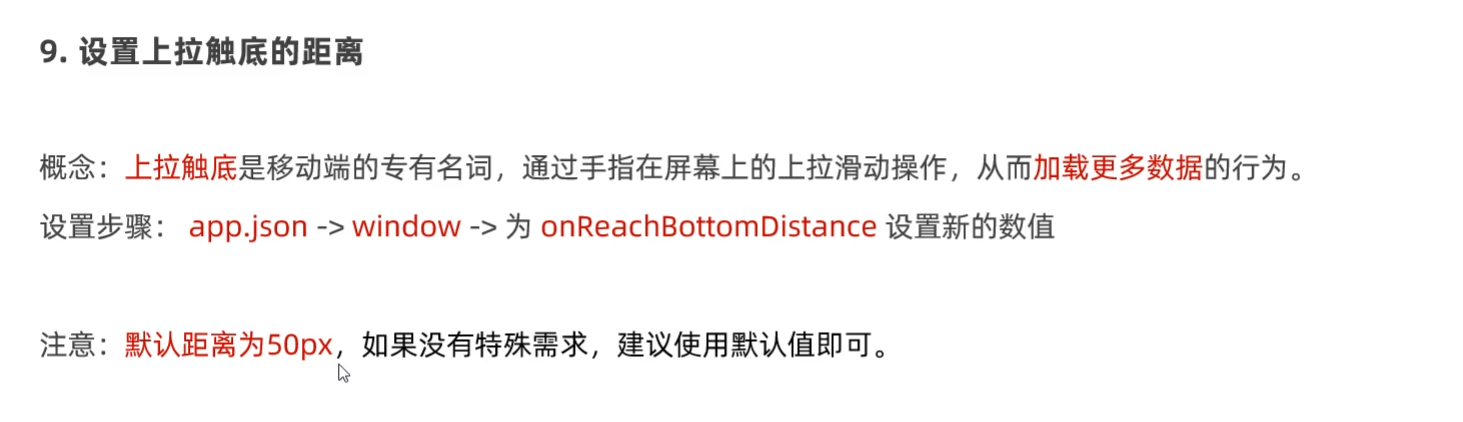 9. 设置上拉触底的距离
概念：上拉触底是移动端的专有名词，通过手指在屏幕上的上拉滑动操作，从而加载更多数据的行为。
设置步骤： app.json -> window -> 为 onReachBottomDistance 设置新的数值
注意：默认距离为50px，如果没有特殊需求，建议使用默认值即可。